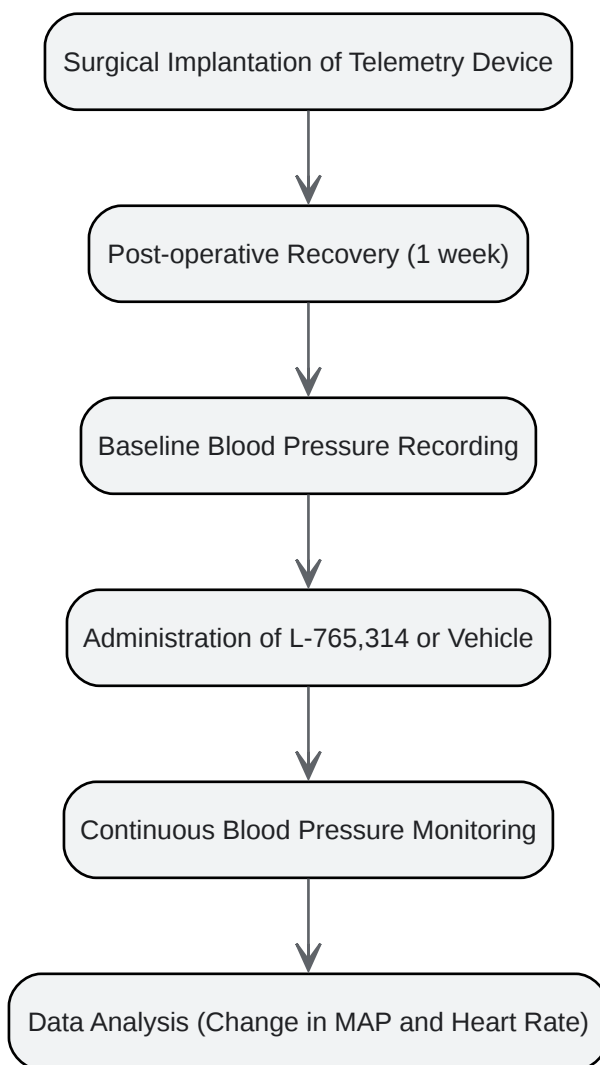 Surgical Implantation of Telemetry Device
Post-operative Recovery (1 week)
Baseline Blood Pressure Recording
Administration of L-765,314 or Vehicle
Continuous Blood Pressure Monitoring
Data Analysis (Change in MAP and Heart Rate)